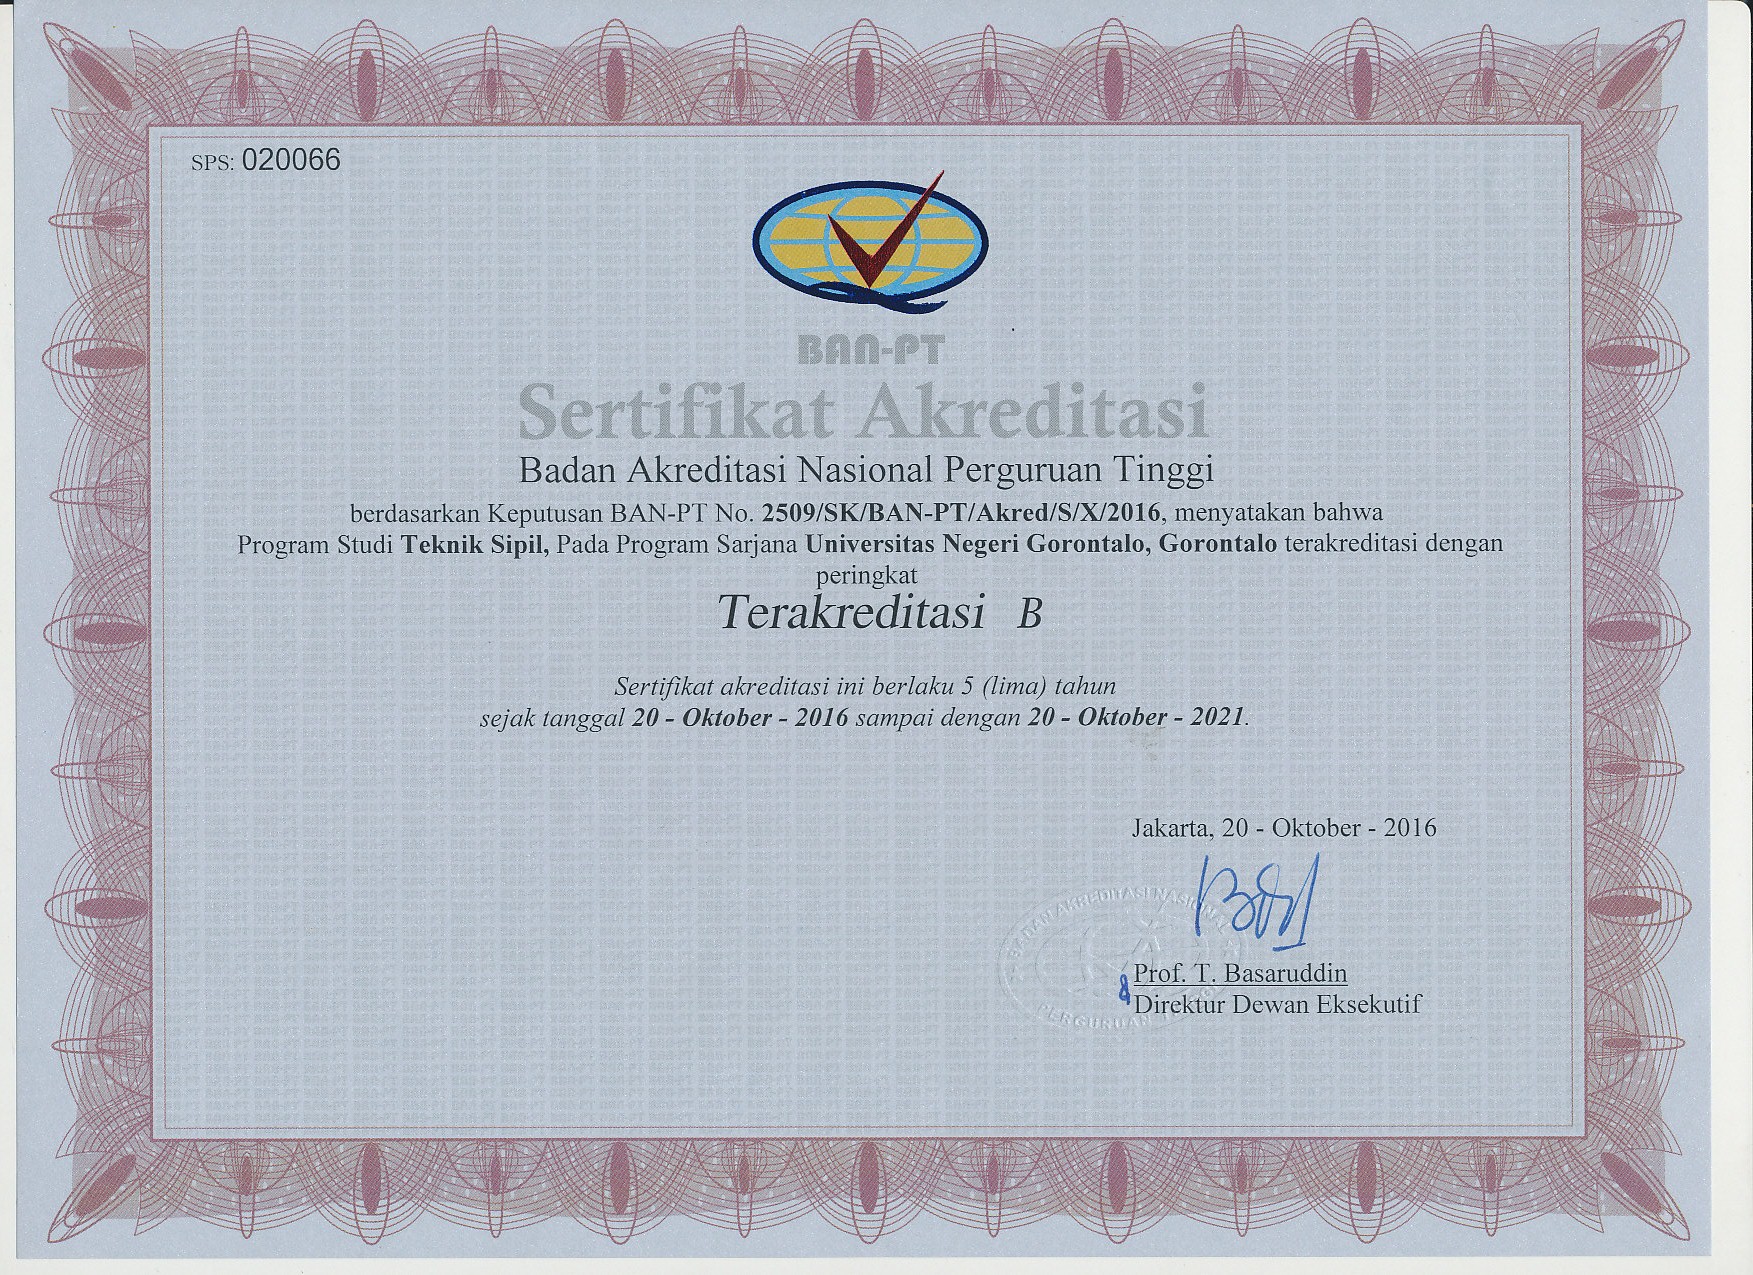 SPS: 020066
BAN-PT
Sertifikat Akreditasi
Badan Akreditasi Nasional Perguruan Tinggi
berdasarkan Keputusan BAN-PT No. 2509/SK/BAN-PT/Akred/S/X/2016, menyatakan bahwa
Program Studi Teknik Sipil, Pada Program Sarjana Universitas Negeri Gorontalo, Gorontalo terakreditasi dengan
peringkat
Terakreditasi B
Sertifikat akreditasi ini berlaku 5 (lima) tahun
sejak tanggal 20 - Oktober - 2016 sampai dengan 20 - Oktober - 2021.
Jakarta, 20 - Oktober - 2016
BADAN AKREDITASI NASIONAL
PERGURUAN
Prof. T. Basaruddin
Direktur Dewan Eksekutif